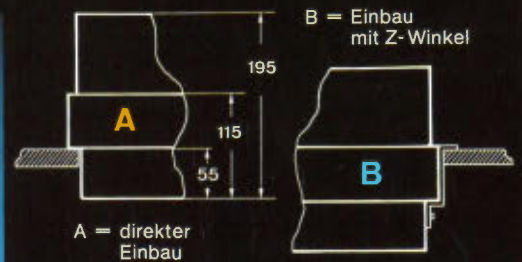 B = Einbau
mit Z-Winkel
195
A
115
B
55
A = direkter
Einbau